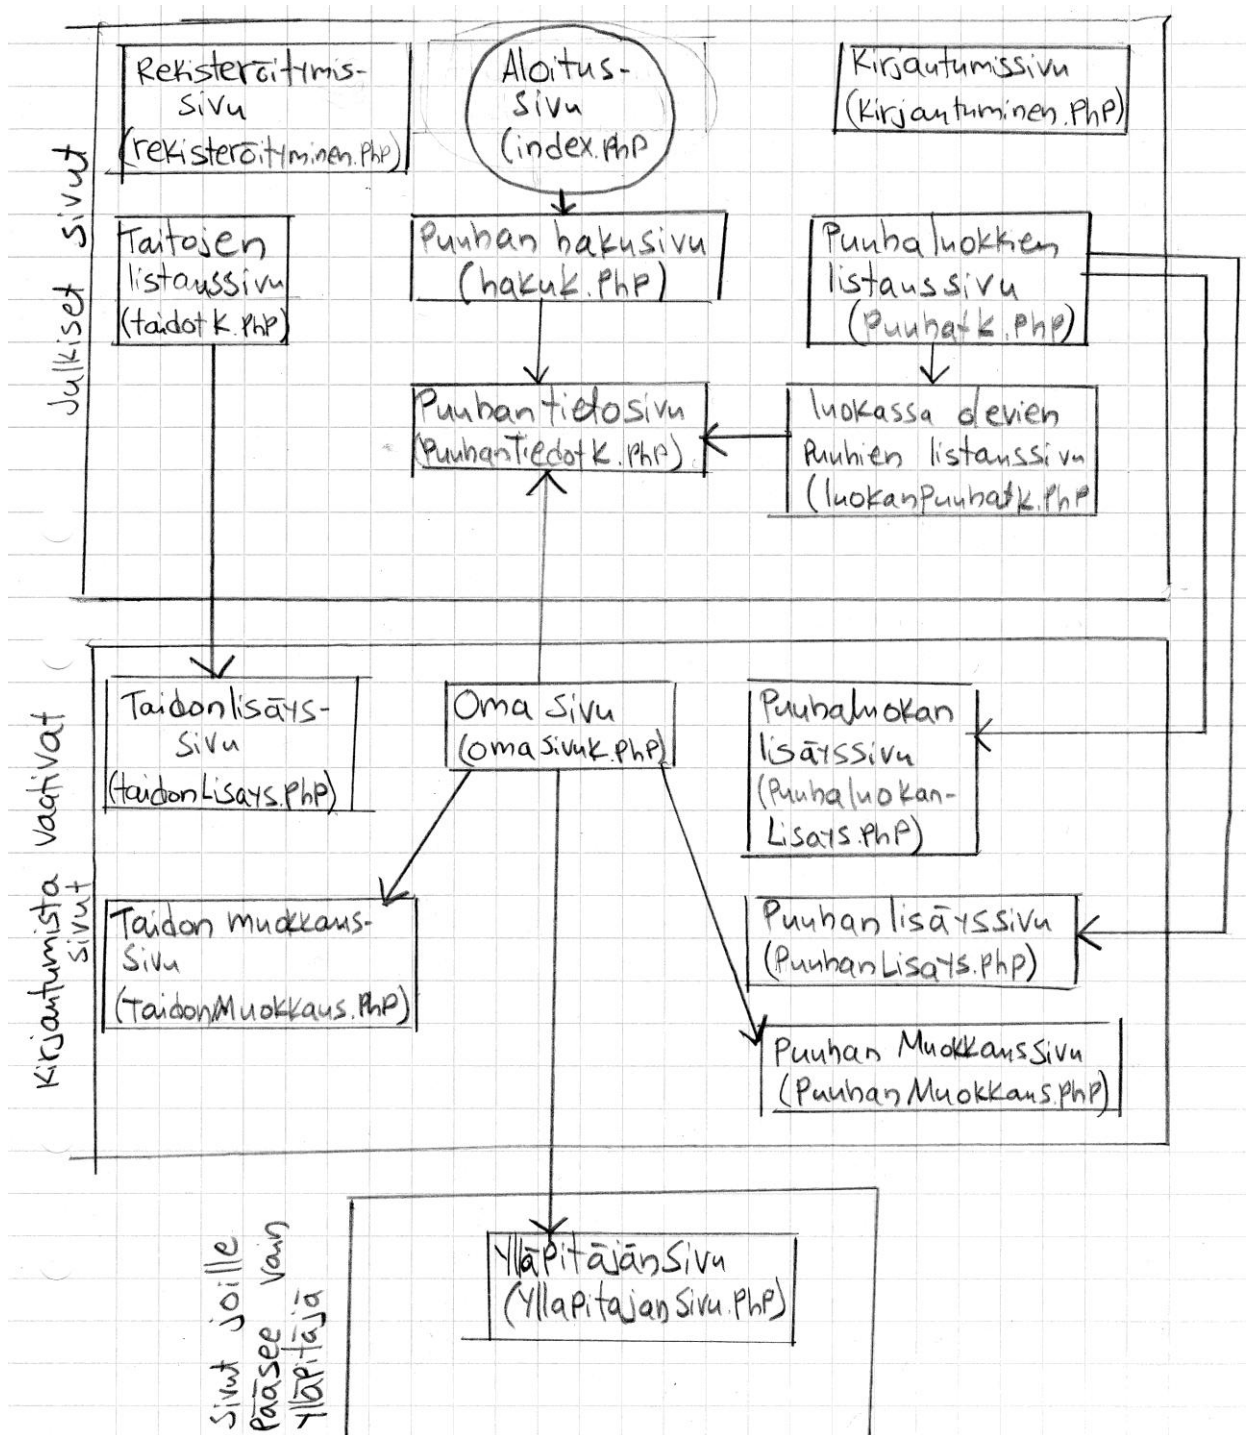 Julkiset sivut
Rekisteröitymis-
sivu
(rekisteröityminen.php)
Aloitus-
sivu
(index.php
Kirjautumissivu
(Kirjautuminen.php)
Taitojen
listaussivu
(taidotk.php)
Puuhan hakusivu
(hakuk.php)
Puuhaluokkien
listaussivu
(Puuhatk.php)
Puuhantietosivu
(PuuhanTiedotk.php)
luokassa olevien
Puuhien listaussivu
(luokanpuuhatk.php
Kirjautumista vaativat
sivut
Taidonlisäys-
sivu
(taidonLisays.php)
Oma sivu
(omasivuk.php)
Puuhaluokan
lisäyssivu
(Puuhaluokan-
Lisays.php)
Taidon muokkaus-
sivu
(TaidonMuokkaus.php)
Puuhan lisäyssivu
(PuuhanLisays.php)
Puuhan Muokkaussivu
(PuuhanMuokkaus.php)
Sivut joille
Pääsee vain
Ylläpitäjä
Ylläpitäjänsivu
(Yllapitajansivu.php)